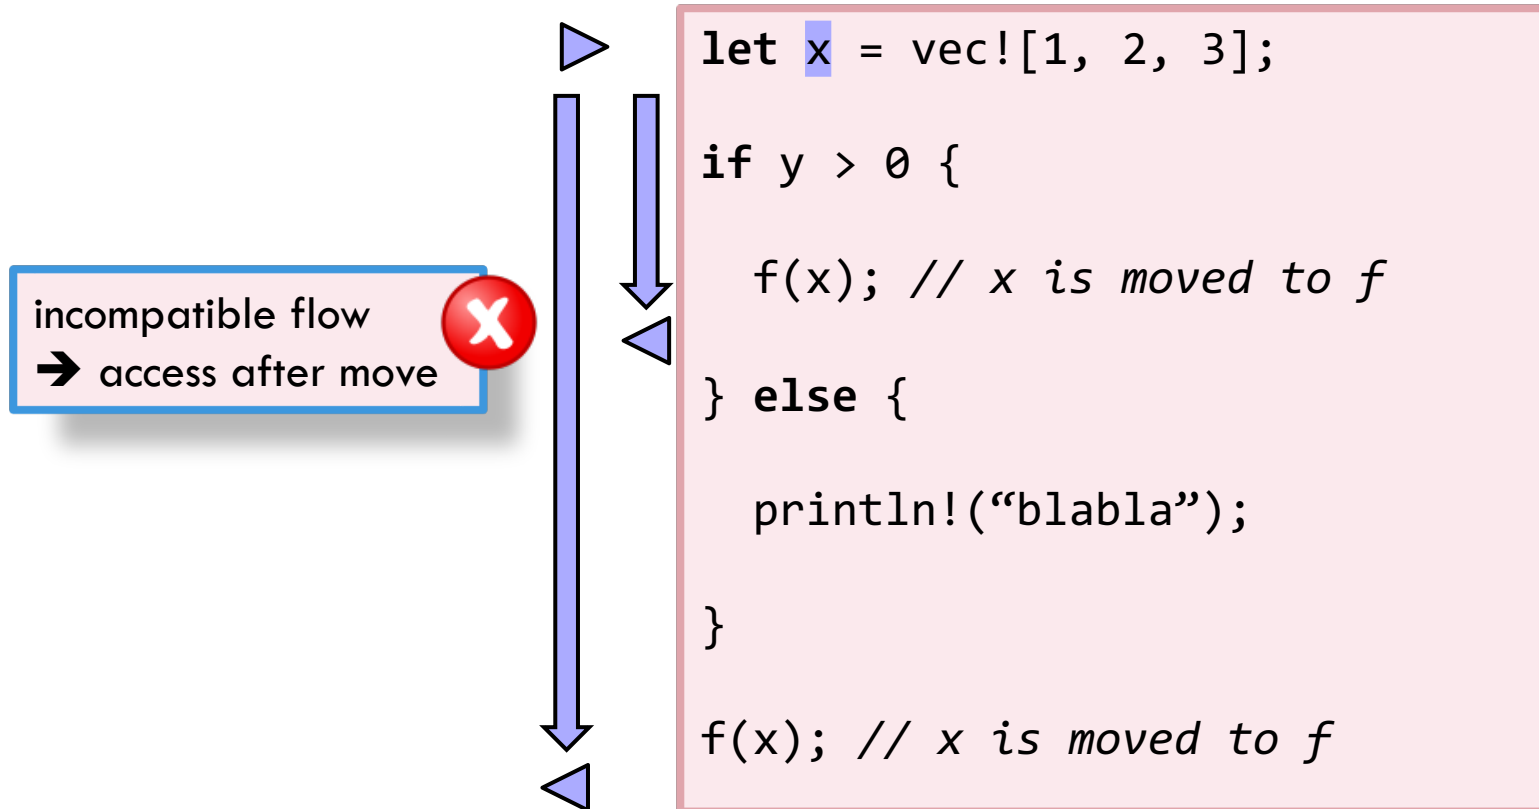 let x = vec![1, 2, 3];
if y > 0 {
f(x); // x is moved to f
incompatible flow
➔ access after move
} else {
println!(“blabla”);
}
f(x); // x is moved to f